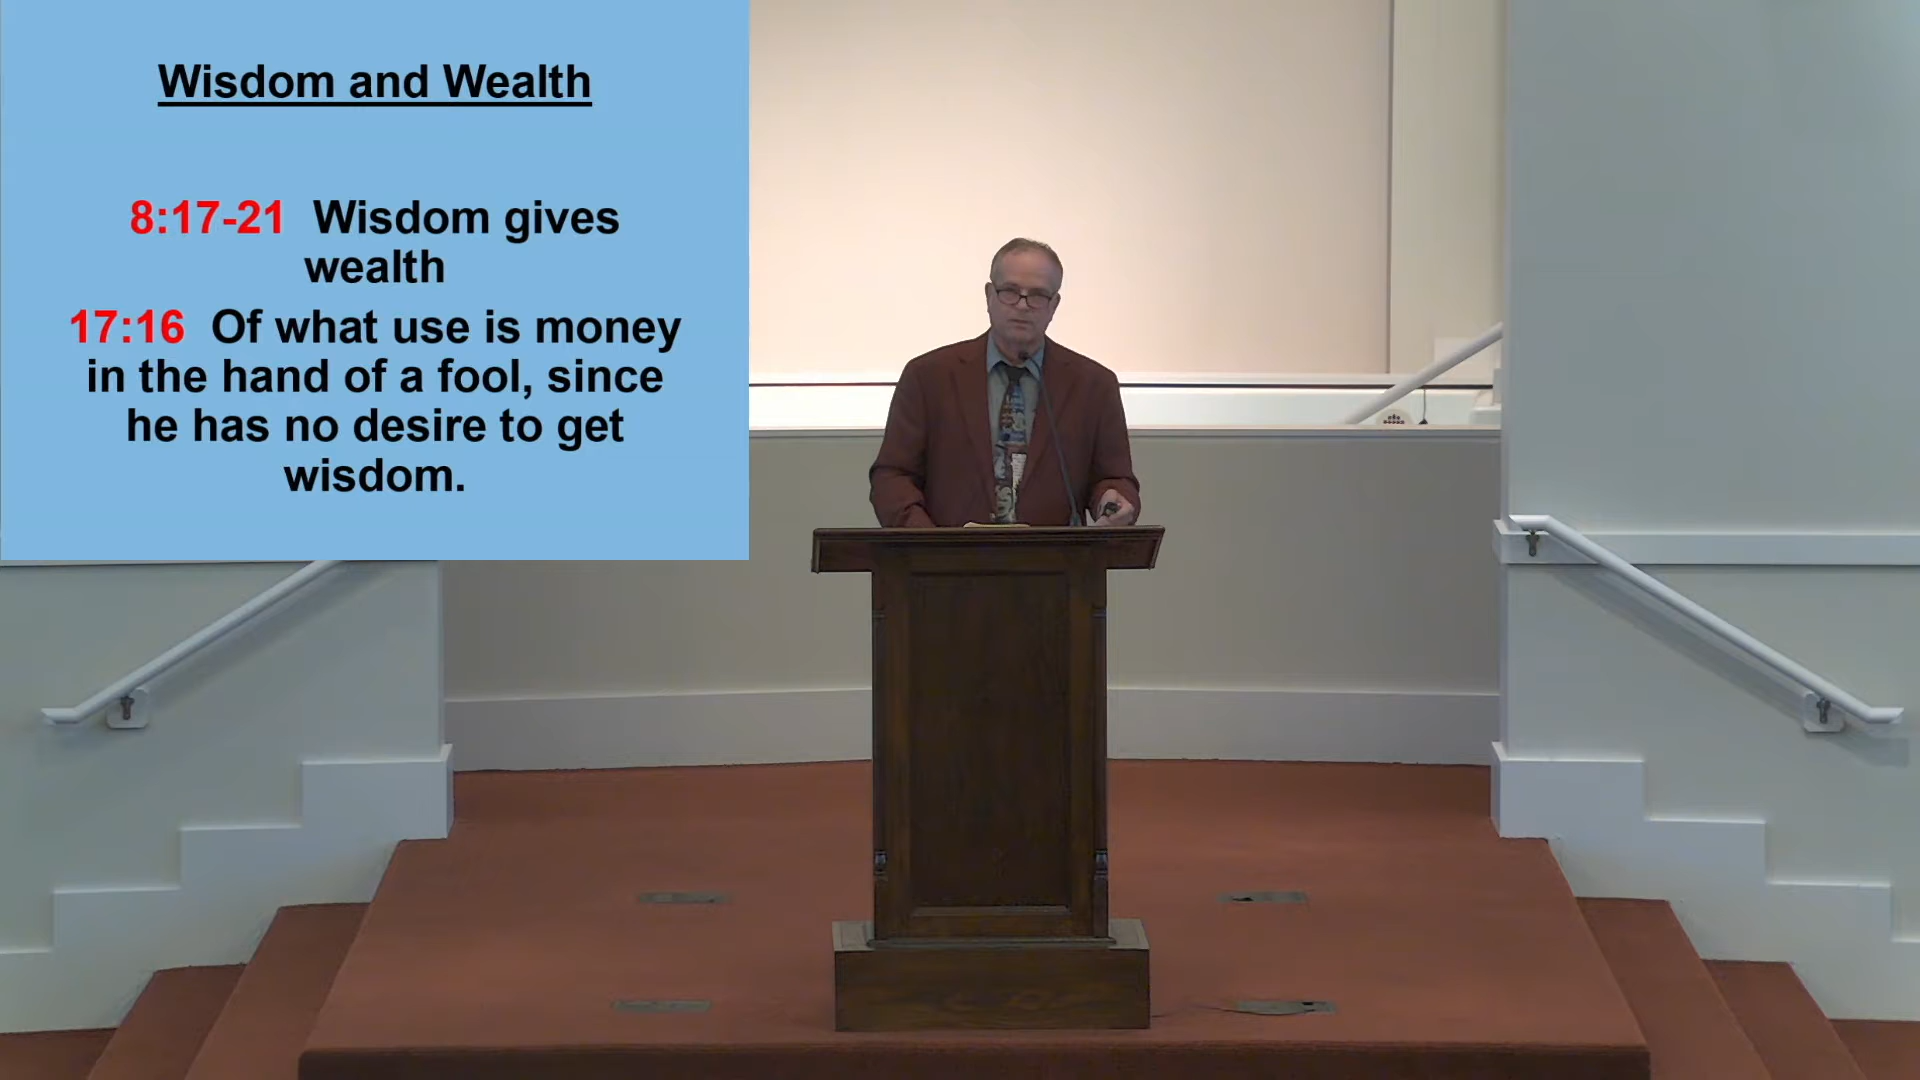 Wisdom and Wealth
8:17-21 Wisdom gives
wealth
17:16 Of what use is money
in the hand of a fool, since
he has no desire to get
wisdom.